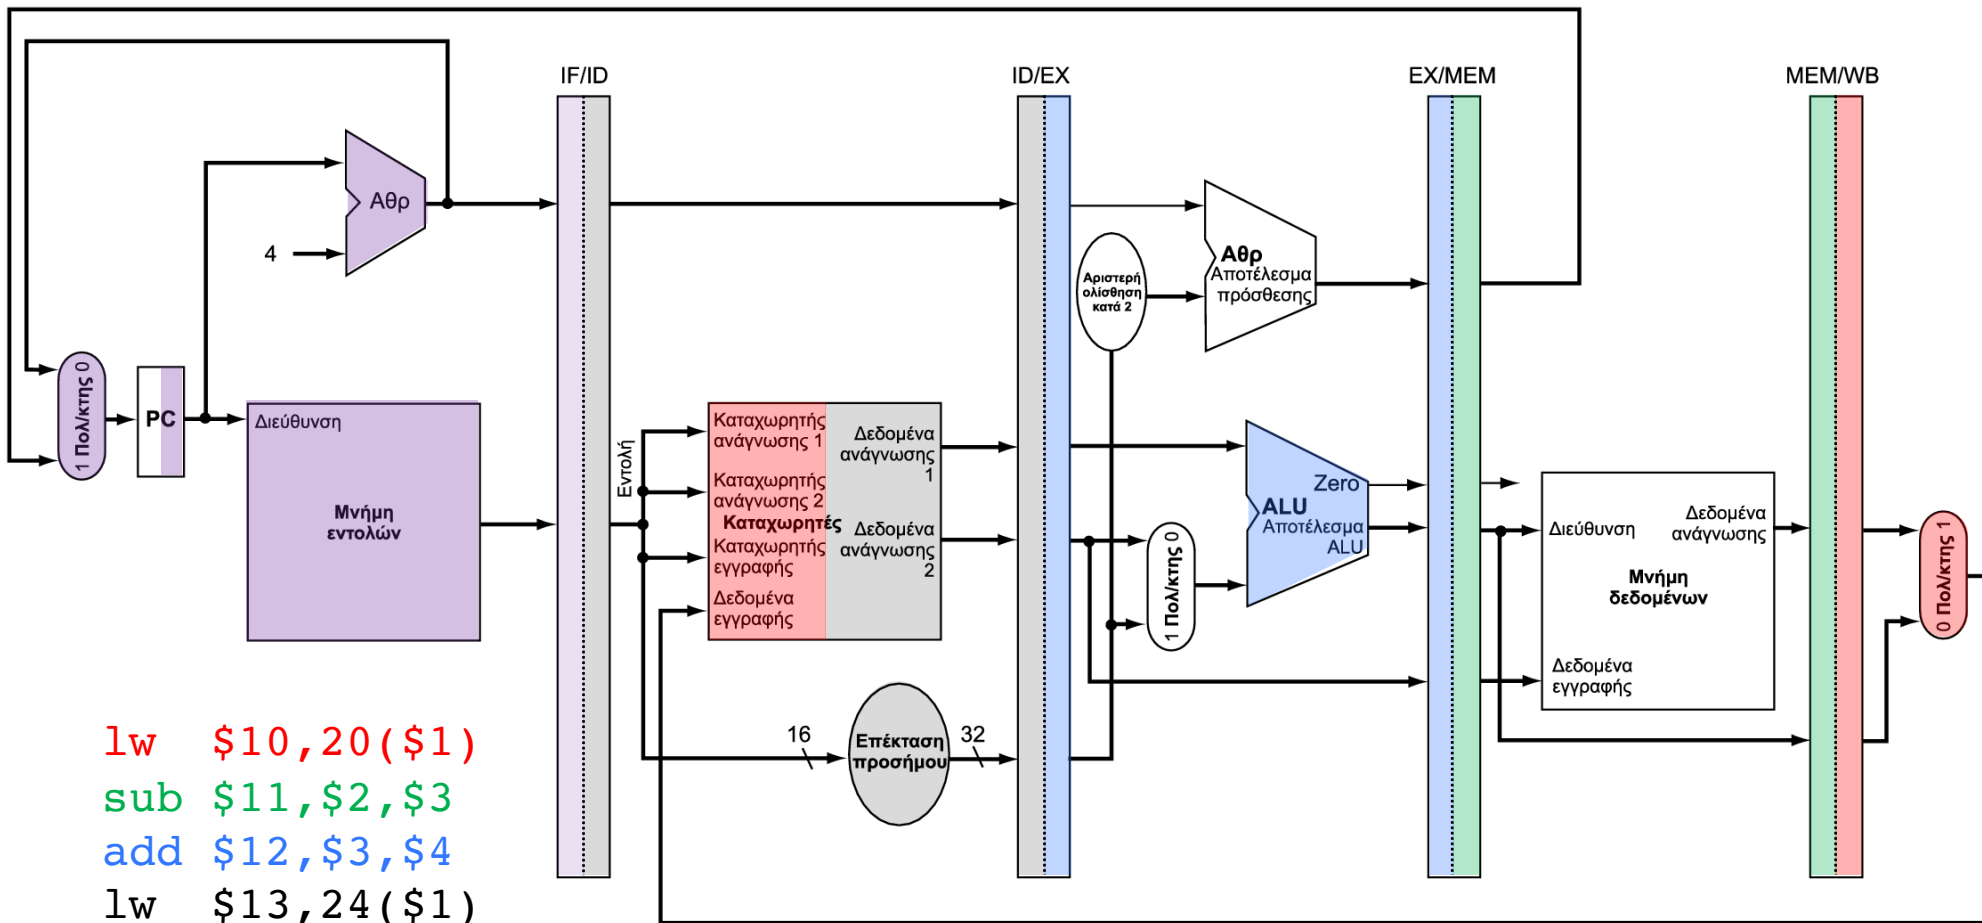 IF/ID
ID/EX
EX/MEM
MEM/WB
Αθρ
4
1 Πολ/κτης 0
PC
Διεύθυνση
Μνήμη
εντολών
Εντολή
Καταχωρητής
ανάγνωσης 1
Καταχωρητής
ανάγνωσης 2
Καταχωρητές
Καταχωρητής
εγγραφής
Δεδομένα
εγγραφής
Δεδομένα
ανάγνωσης
1
Δεδομένα
ανάγνωσης
2
16
Επέκταση
προσήμου
32
Αριστερή
ολίσθηση
κατά 2
Αθρ
Αποτέλεσμα
πρόσθεσης
1 Πολ/κτης 0
Zero
ALU
Αποτέλεσμα
ALU
Διεύθυνση
Δεδομένα
ανάγνωσης
Μνήμη
δεδομένων
Δεδομένα
εγγραφής
0 Πολ/κτης 1
lw $10,20($1)
sub $11,$2,$3
add $12,$3,$4
lw $13,24($1)